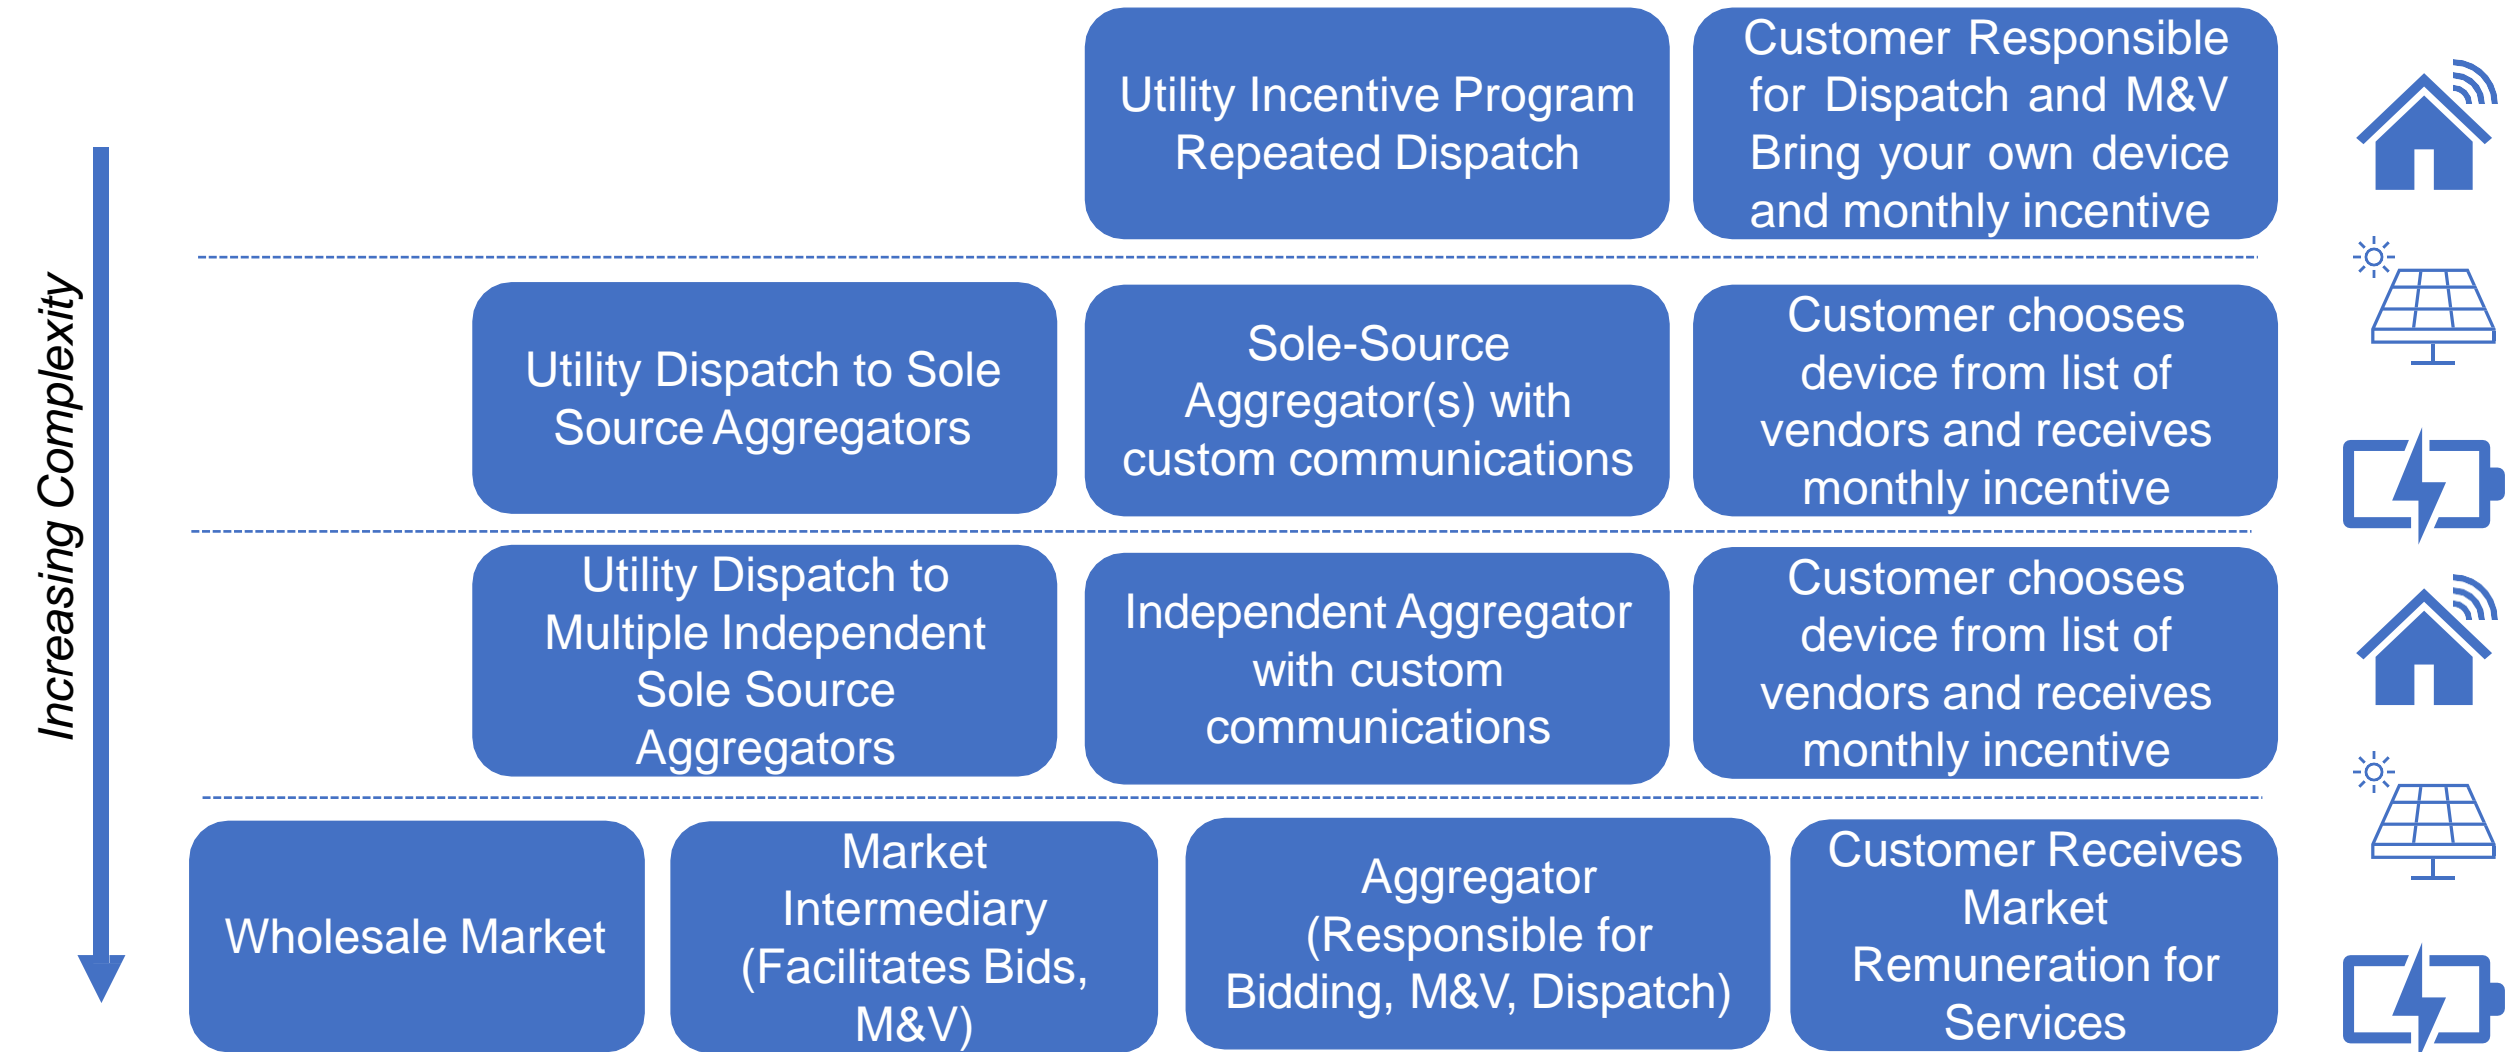 Increasing Complexity
Utility Incentive Program
Repeated Dispatch
Customer Responsible
for Dispatch and M&V
Bring your own device
and monthly incentive
Utility Dispatch to Sole
Source Aggregators
Sole-Source
Aggregator(s) with
custom communications
Customer chooses
device from list of
vendors and receives
monthly incentive
Utility Dispatch to
Multiple Independent
Sole Source
Aggregators
Independent Aggregator
with custom
communications
Customer chooses
device from list of
vendors and receives
monthly incentive
Wholesale Market
Market
Intermediary
(Facilitates Bids,
M&V)
Aggregator
(Responsible for
Bidding, M&V, Dispatch)
Customer Receives
Market
Remuneration for
Services